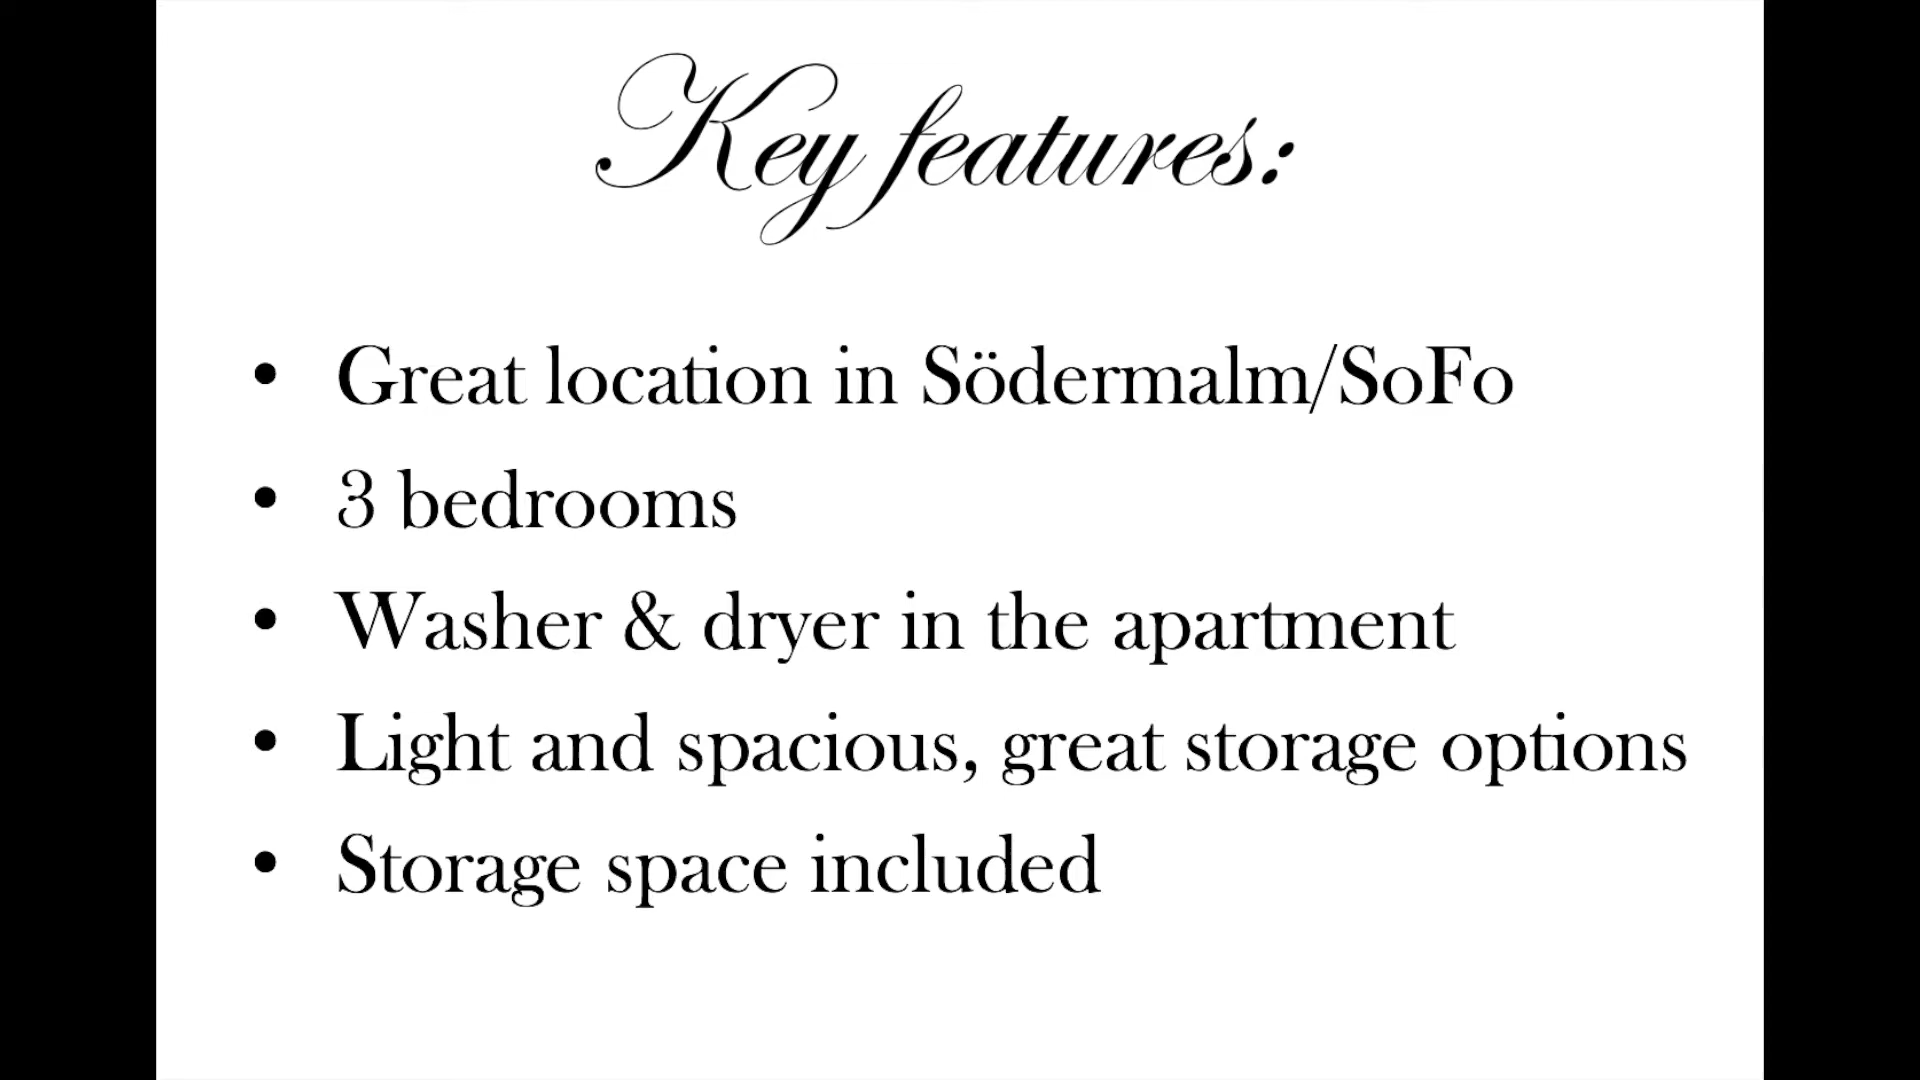 Key features:
• Great location in Södermalm/SoFo
• 3 bedrooms
• Washer & dryer in the apartment
• Light and spacious, great storage options
• Storage space included